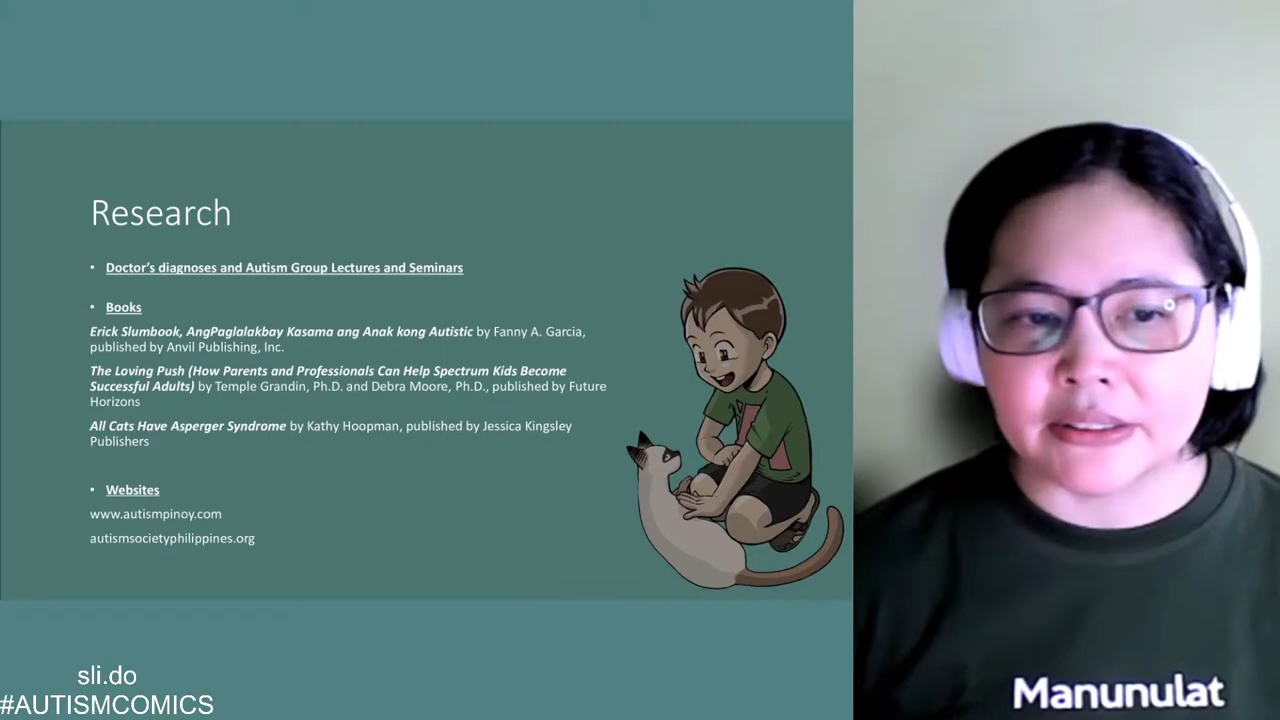 Research
• Doctor's diagnoses and Autism Group Lectures and Seminars
• Books
Erick Slumbook, AngPaglalakbay Kasama ang Anak kong Autistic by Fanny A. Garcia,
published by Anvil Publishing, Inc.
The Loving Push (How Parents and Professionals Can Help Spectrum Kids Become
Successful Adults) by Temple Grandin, Ph.D. and Debra Moore, Ph.D., published by Future
Horizons
All Cats Have Asperger Syndrome by Kathy Hoopman, published by Jessica Kingsley
Publishers
• Websites
www.autismpinoy.com
autismsocietyphilippines.org
sli.do
#AUTISMCOMICS
Manunulat